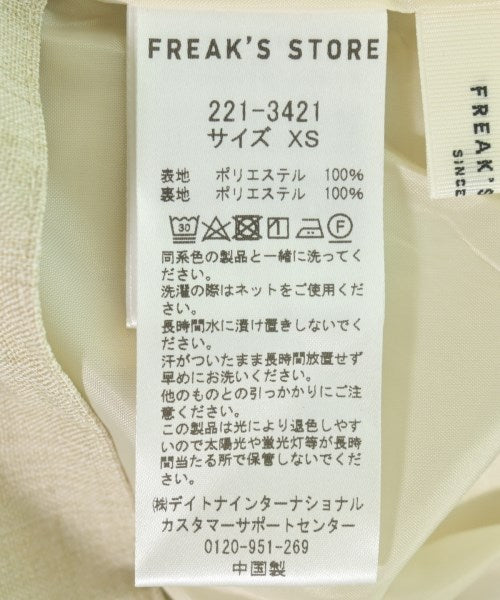 FREAK'S STORE
221-3421
サイズ XS
表地 ポリエステル 100%
裏地 ポリエステル 100%
30
同系色の製品と一緒に洗ってく
ださい。
洗濯の際はネットをご使用くだ
さい。
長時間水に漬け置きしないでく
ださい。
汗がついたまま長時間放置せず
早めにお洗いください。
他のものとの引っかかりにご注
意ください。
この製品は光により退色しやす
いので太陽光や蛍光灯等が長時
間当たる所で保管しないでくだ
さい。
㈱デイトナインターナショナル
カスタマーサポートセンター
0120-951-269
中国製
FREAK'S
SINCE